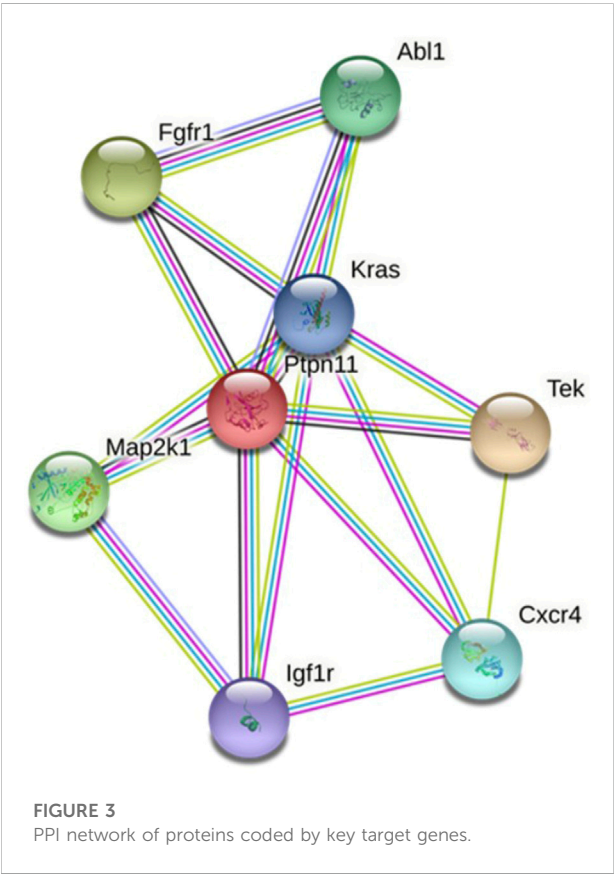 Abl1
Fgfr1
Kras
Ptpn11
Tek
Map2k1
Cxcr4
Igf1r
FIGURE 3
PPI network of proteins coded by key target genes.